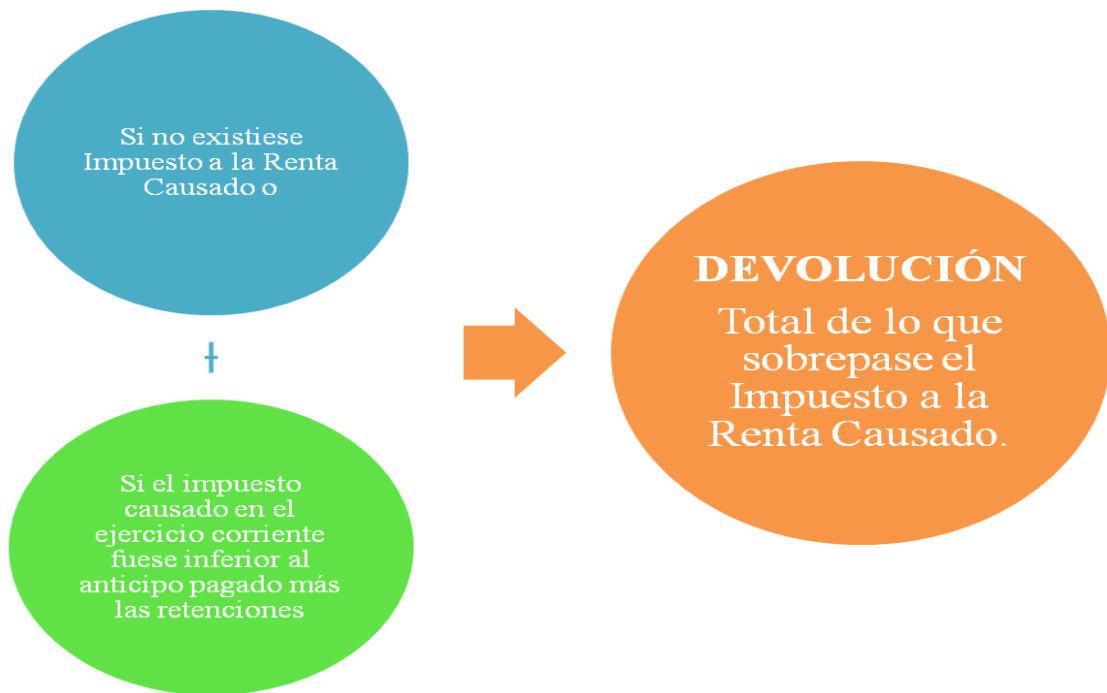 Si no existiese
Impuesto a la Renta
Causado o
+
Si el impuesto
causado en el
ejercicio corriente
fuese inferior al
anticipo pagado más
las retenciones
DEVOLUCIÓN
Total de lo que
sobrepase el
Impuesto a la
Renta Causado.